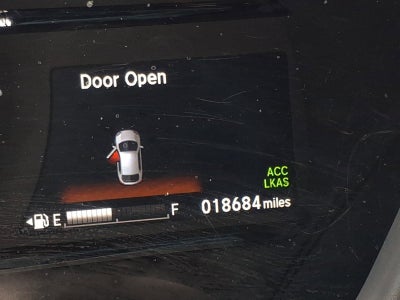 Door Open
ACC
LKAS
E F 018684 miles